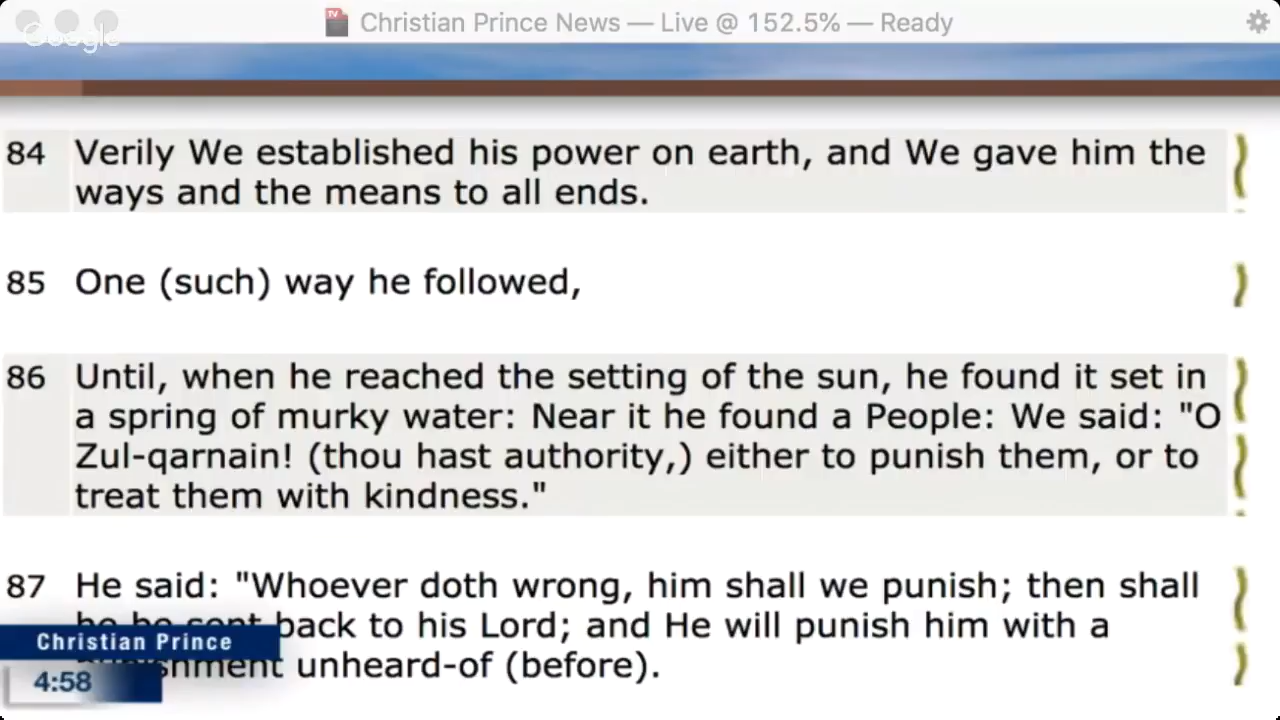 Christian Prince News — Live @ 152.5% — Ready
Google
84 Verily We established his power on earth, and We gave him the
ways and the means to all ends.
85 One (such) way he followed,
86 Until, when he reached the setting of the sun, he found it set in
a spring of murky water: Near it he found a People: We said: "O
Zul-qarnain! (thou hast authority,) either to punish them, or to
treat them with kindness."
87 He said: "Whoever doth wrong, him shall we punish; then shall
he be sent back to his Lord; and He will punish him with a
punishment unheard-of (before).
Christian Prince
4:58